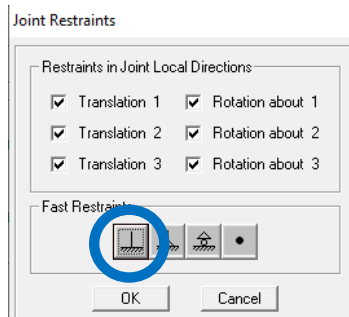 Joint Restraints
Restraints in Joint Local Directions
Translation 1 Rotation about 1
Translation 2 Rotation about 2
Translation 3 Rotation about 3
Fast Restraints
OK Cancel